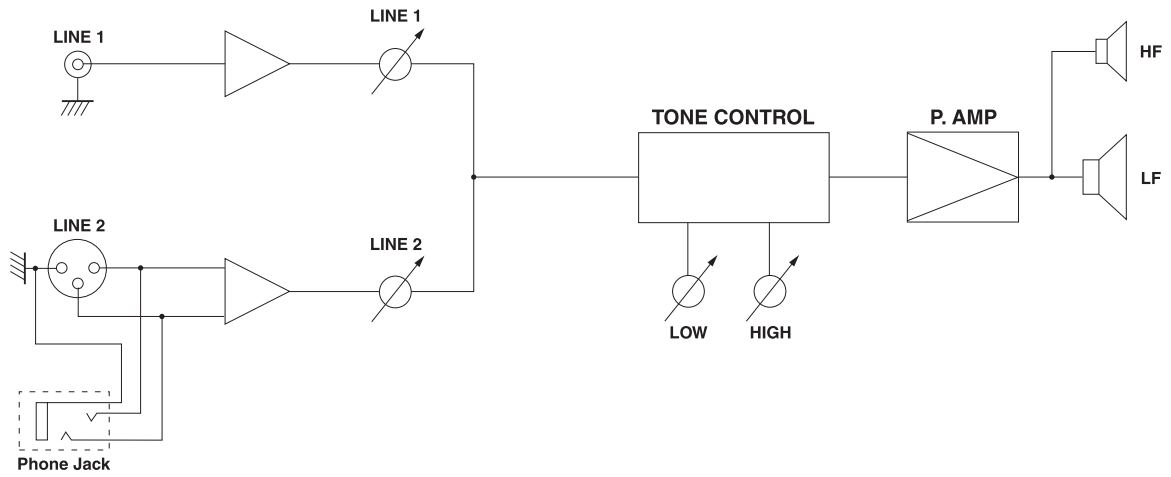 LINE 1
LINE 1
HF
TONE CONTROL
P. AMP
LF
LINE 2
LINE 2
LOW
HIGH
Phone Jack